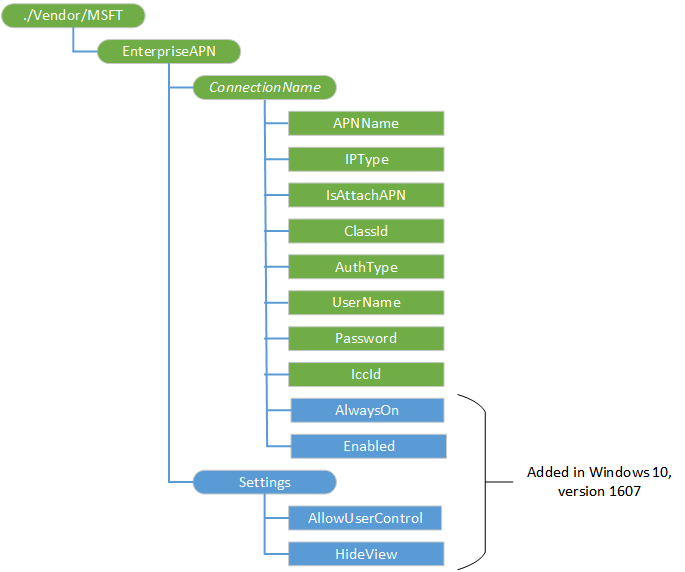 ./Vendor/MSFT
EnterpriseAPN
ConnectionName
APNName
IPType
IsAttachAPN
ClassId
AuthType
UserName
Password
IccId
AlwaysOn
Enabled
Settings
AllowUserControl
HideView
Added in Windows 10,
version 1607